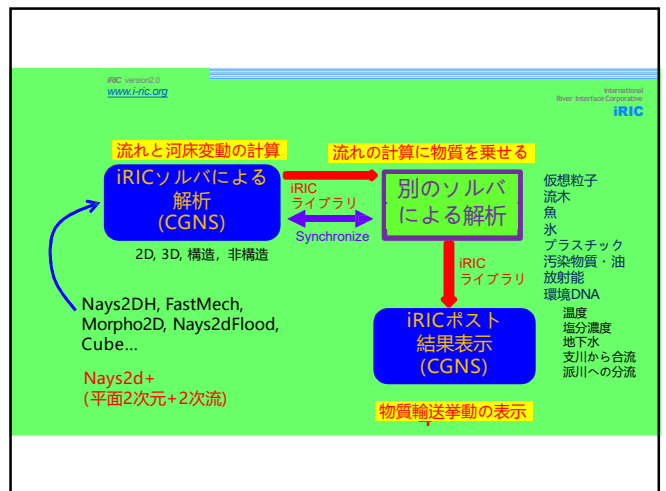 iRIC version2.0
www.i-ric.org
International
River Interface Corporative
iRIC
流れと河床変動の計算
流れの計算に物質を乗せる
iRICソルバによる
解析
(CGNS)
iRIC
ライブラリ
Synchronize
別のソルバ
による解析
仮想粒子
流木
魚
氷
プラスチック
汚染物質・油
放射能
環境DNA
温度
塩分濃度
地下水
支川から合流
派川への分流
2D, 3D, 構造, 非構造
iRIC
ライブラリ
Nays2DH, FastMech,
Morpho2D, Nays2dFlood,
Cube...
Nays2d+
(平面2次元+2次流)
iRICポスト
結果表示
(CGNS)
物質輸送挙動の表示